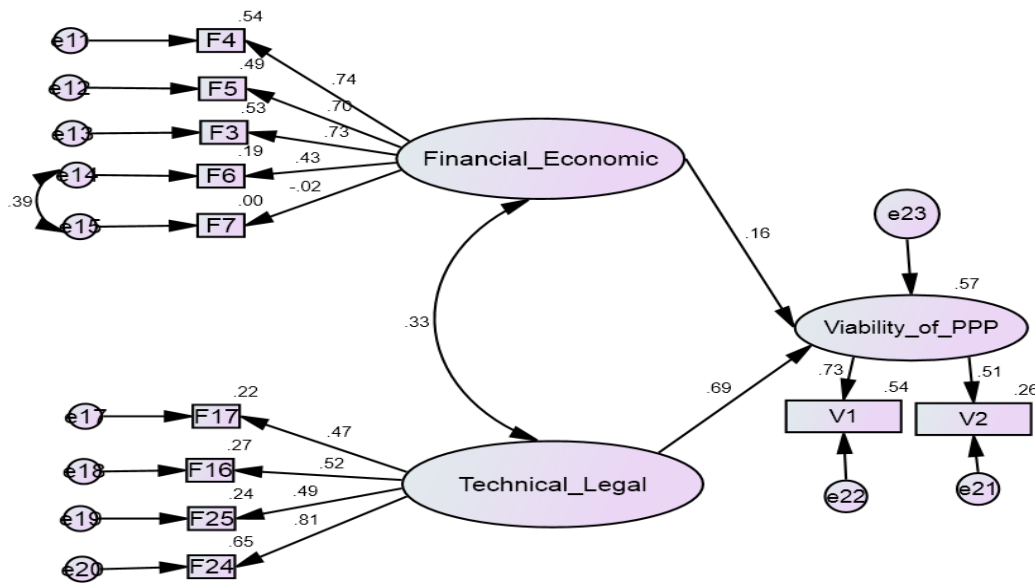 .54
e11
F4
.74
.49
e12
F5
.70
.53
e13
F3
.73
.19
e14
F6
.43
.39
.00
-.02
e15
F7
Financial_Economic
.16
e23
.57
Viability_of_PPP
.33
.73
.54
.51
.26
V1
V2
e22
e21
.69
.22
e17
F17
.47
.27
e18
F16
.52
.24
e19
F25
.49
.65
e20
F24
.81
Technical_Legal